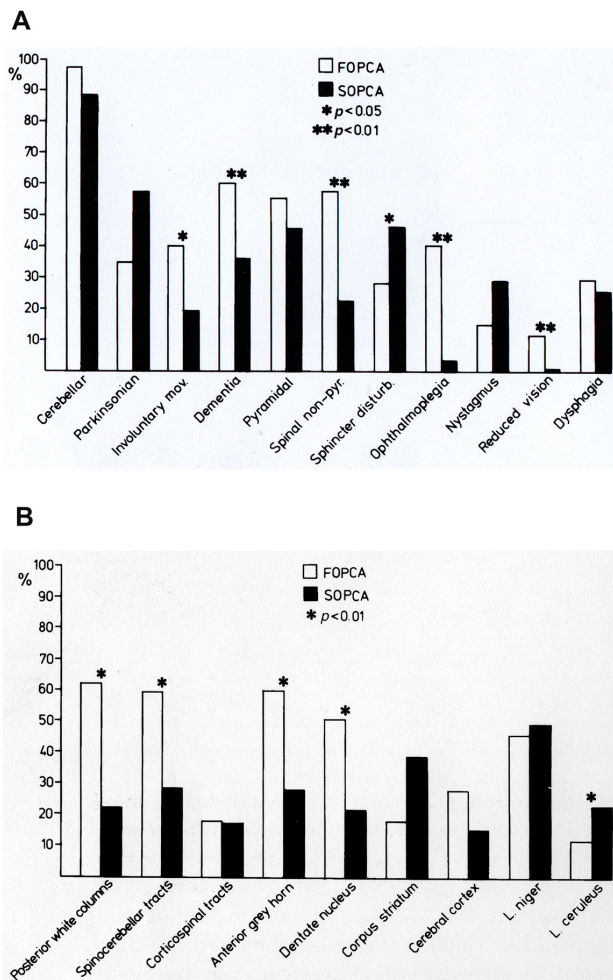 A
100
%
90
80
70
60
50
40
30
20
10
FOPCA
SOPCA
* p<0.05
** p<0.01
*
**
**
*
**
**
Cerebellar
Parkinsonian
Involuntary mov.
Dementia
Pyramidal
Spinal non-pyr.
Sphincter disturb.
Ophthalmoplegia
Nystagmus
Reduced vision
Dysphagia
B
100
%
90
80
70
60
50
40
30
20
10
FOPCA
SOPCA
* p<0.01
*
*
*
*
*
Posterior white columns
Spinocerebellar tracts
Corticospinal tracts
Anterior grey horn
Dentate nucleus
Corpus striatum
Cerebral cortex
L. niger
L. ceruleus